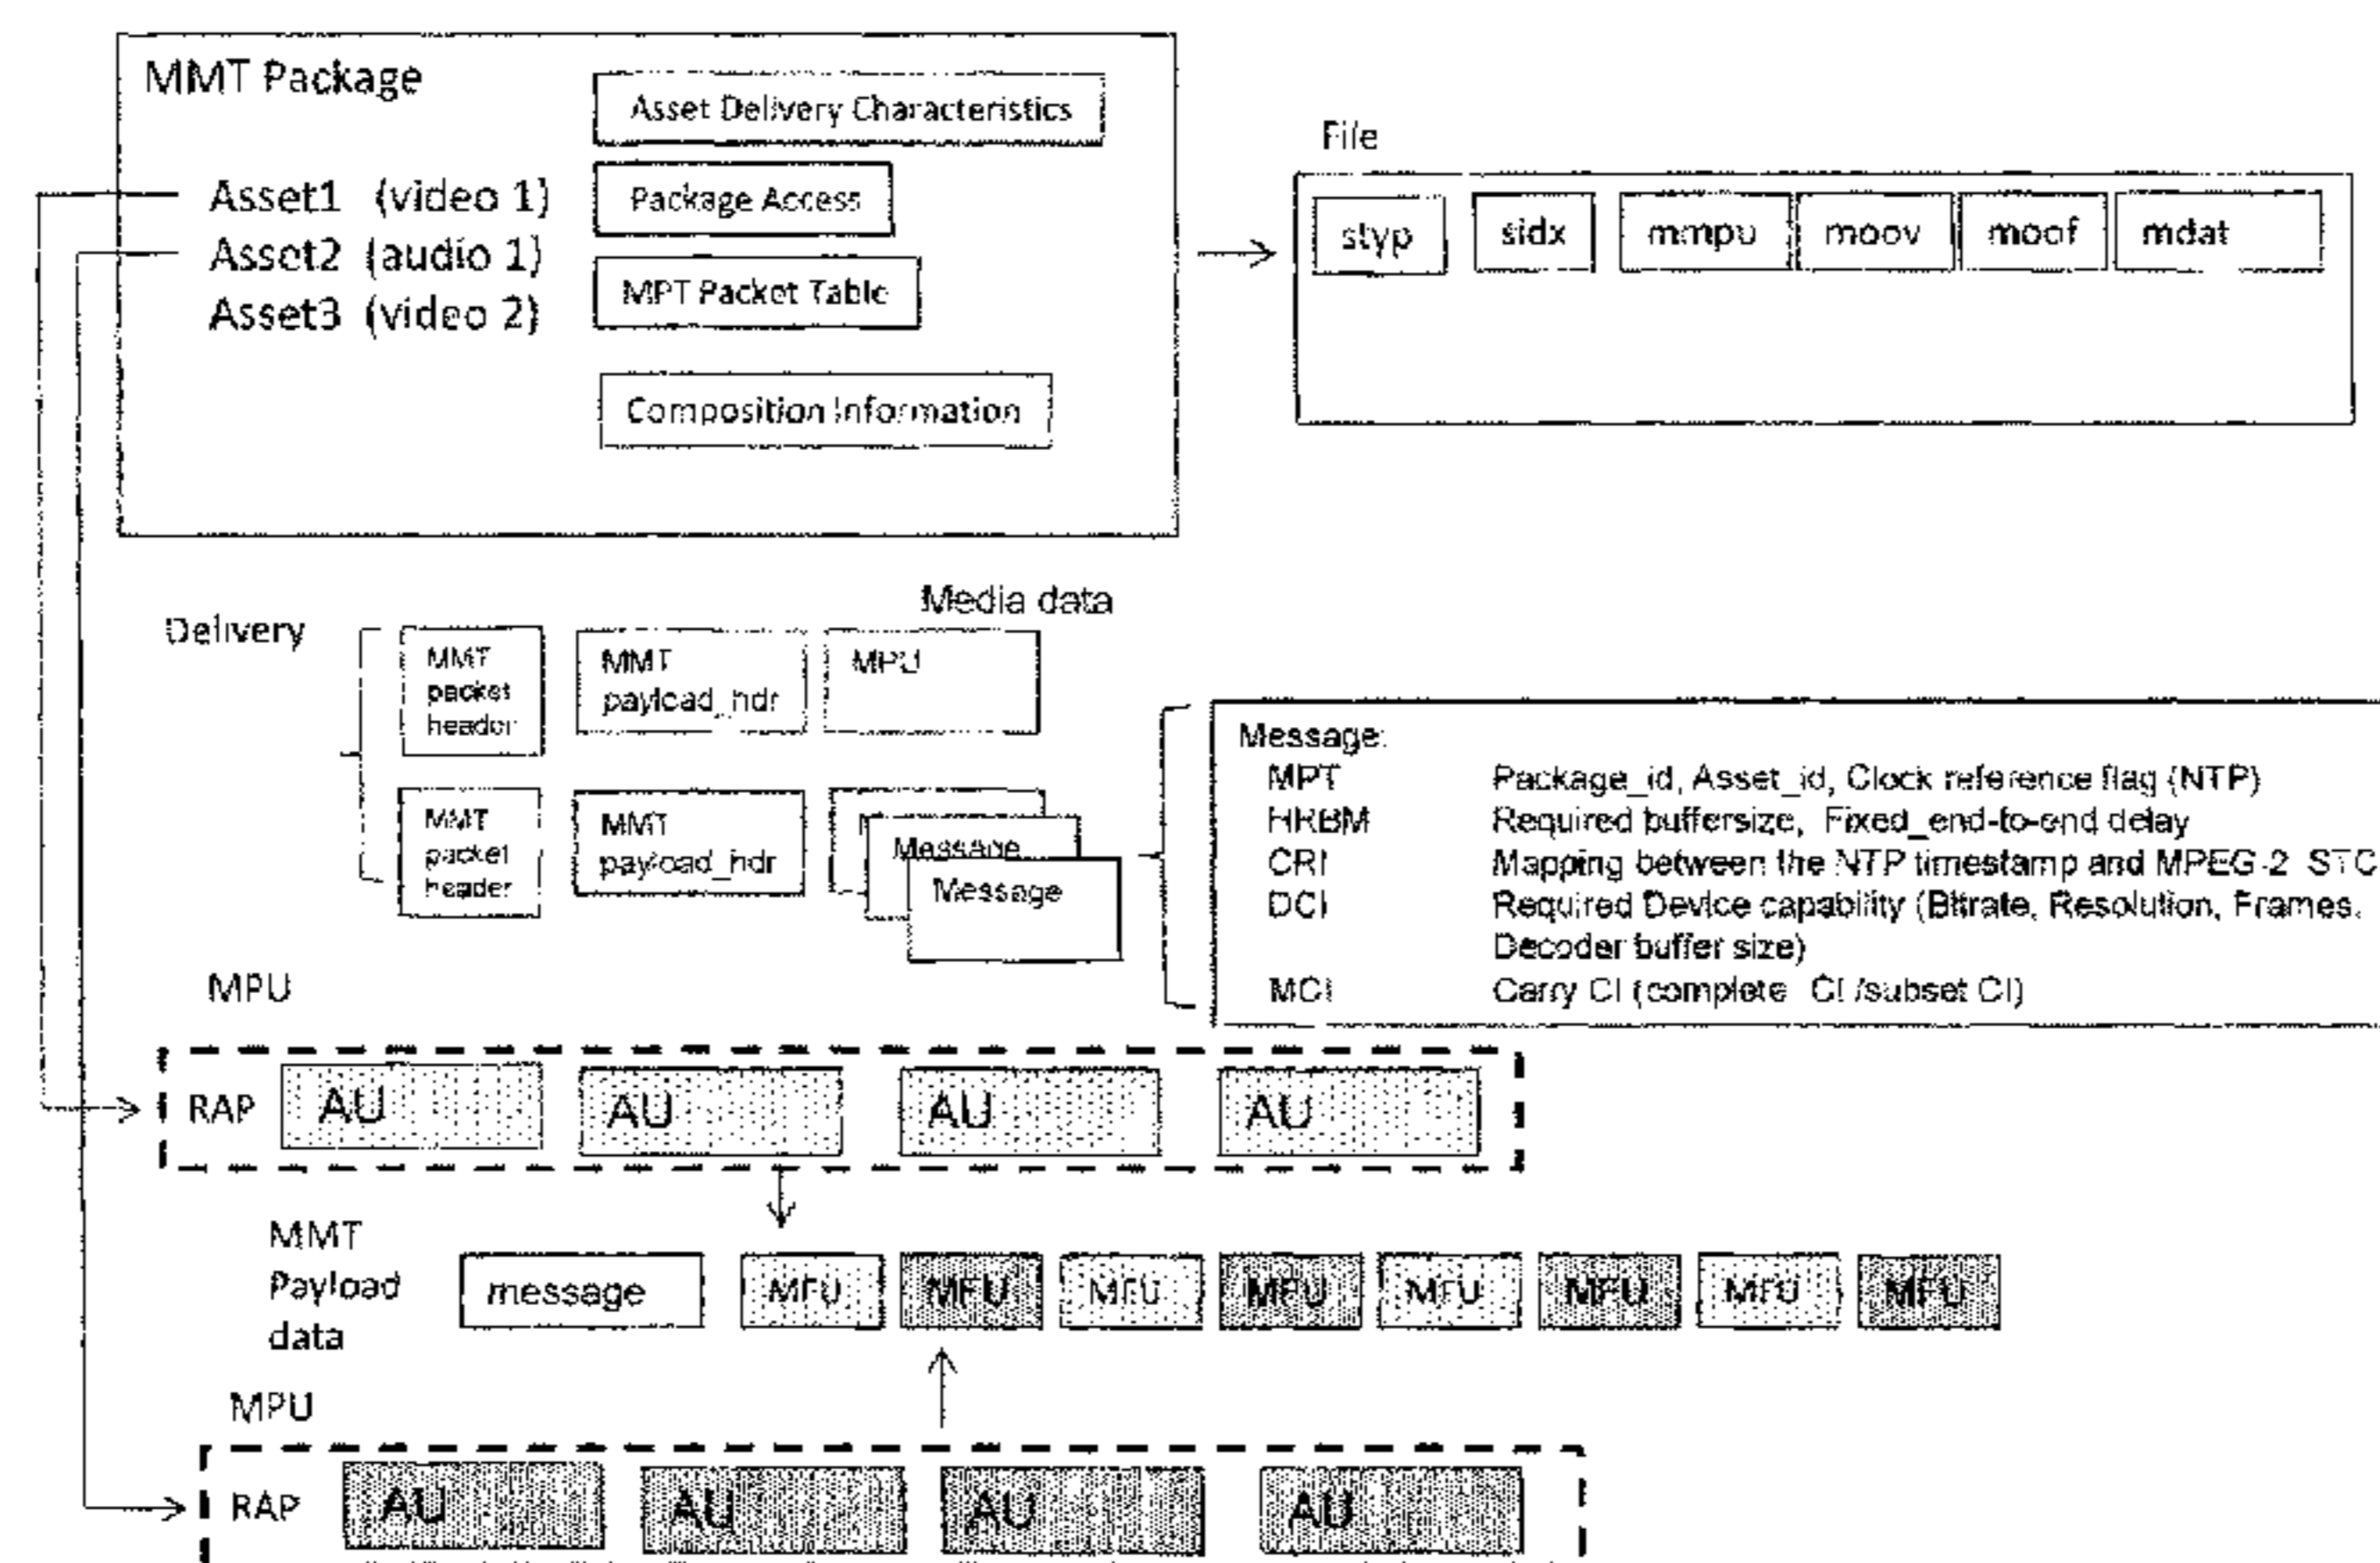 MMT Package
Asset Delivery Characteristics
Asset1 (video 1)
Package Access
Asset2 (audio 1)
MPT Packet Table
Asset3 (video 2)
Composition Information
File
styp
sidx
mmpu
moov
moof
mdat
Delivery
Media data
MMT
packet
header
MMT
payload_hdr
MPU
MMT
packet
header
MMT
payload_hdr
Message
Message
Message:
MPT Package_id, Asset_id, Clock reference flag (NTP)
HRBM Required buffersize, Fixed_end-to-end delay
CRI Mapping between the NTP timestamp and MPEG-2 STC
DCI Required Device capability (Bitrate, Resolution, Frames,
Decoder buffer size)
MCI Carry CI (complete CI /subset CI)
MPU
RAP
AU
AU
AU
AU
MMT
Payload
data
message
MFU
MFU
MFU
MFU
MFU
MFU
MFU
MFU
MPU
RAP
AU
AU
AU
AU